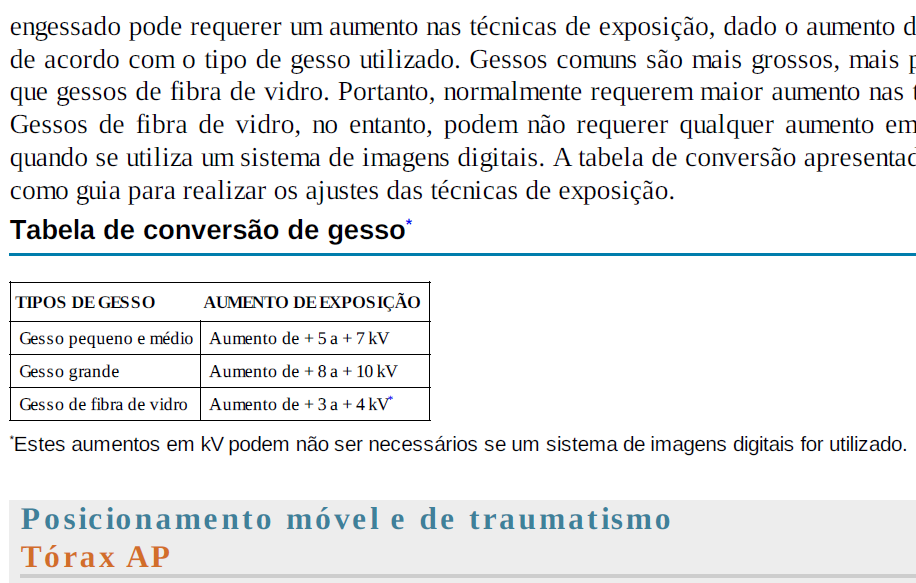 engessado pode requerer um aumento nas técnicas de exposição, dado o aumento d
de acordo com o tipo de gesso utilizado. Gessos comuns são mais grossos, mais p
que gessos de fibra de vidro. Portanto, normalmente requerem maior aumento nas t
Gessos de fibra de vidro, no entanto, podem não requerer qualquer aumento em
quando se utiliza um sistema de imagens digitais. A tabela de conversão apresentad
como guia para realizar os ajustes das técnicas de exposição.
Tabela de conversão de gesso*
TIPOS DE GESSO AUMENTO DE EXPOSIÇÃO
Gesso pequeno e médio Aumento de + 5 a + 7 kV
Gesso grande Aumento de + 8 a + 10 kV
Gesso de fibra de vidro Aumento de + 3 a + 4 kV*
*Estes aumentos em kV podem não ser necessários se um sistema de imagens digitais for utilizado.
Posicionamento móvel e de traumatismo
Tórax AP